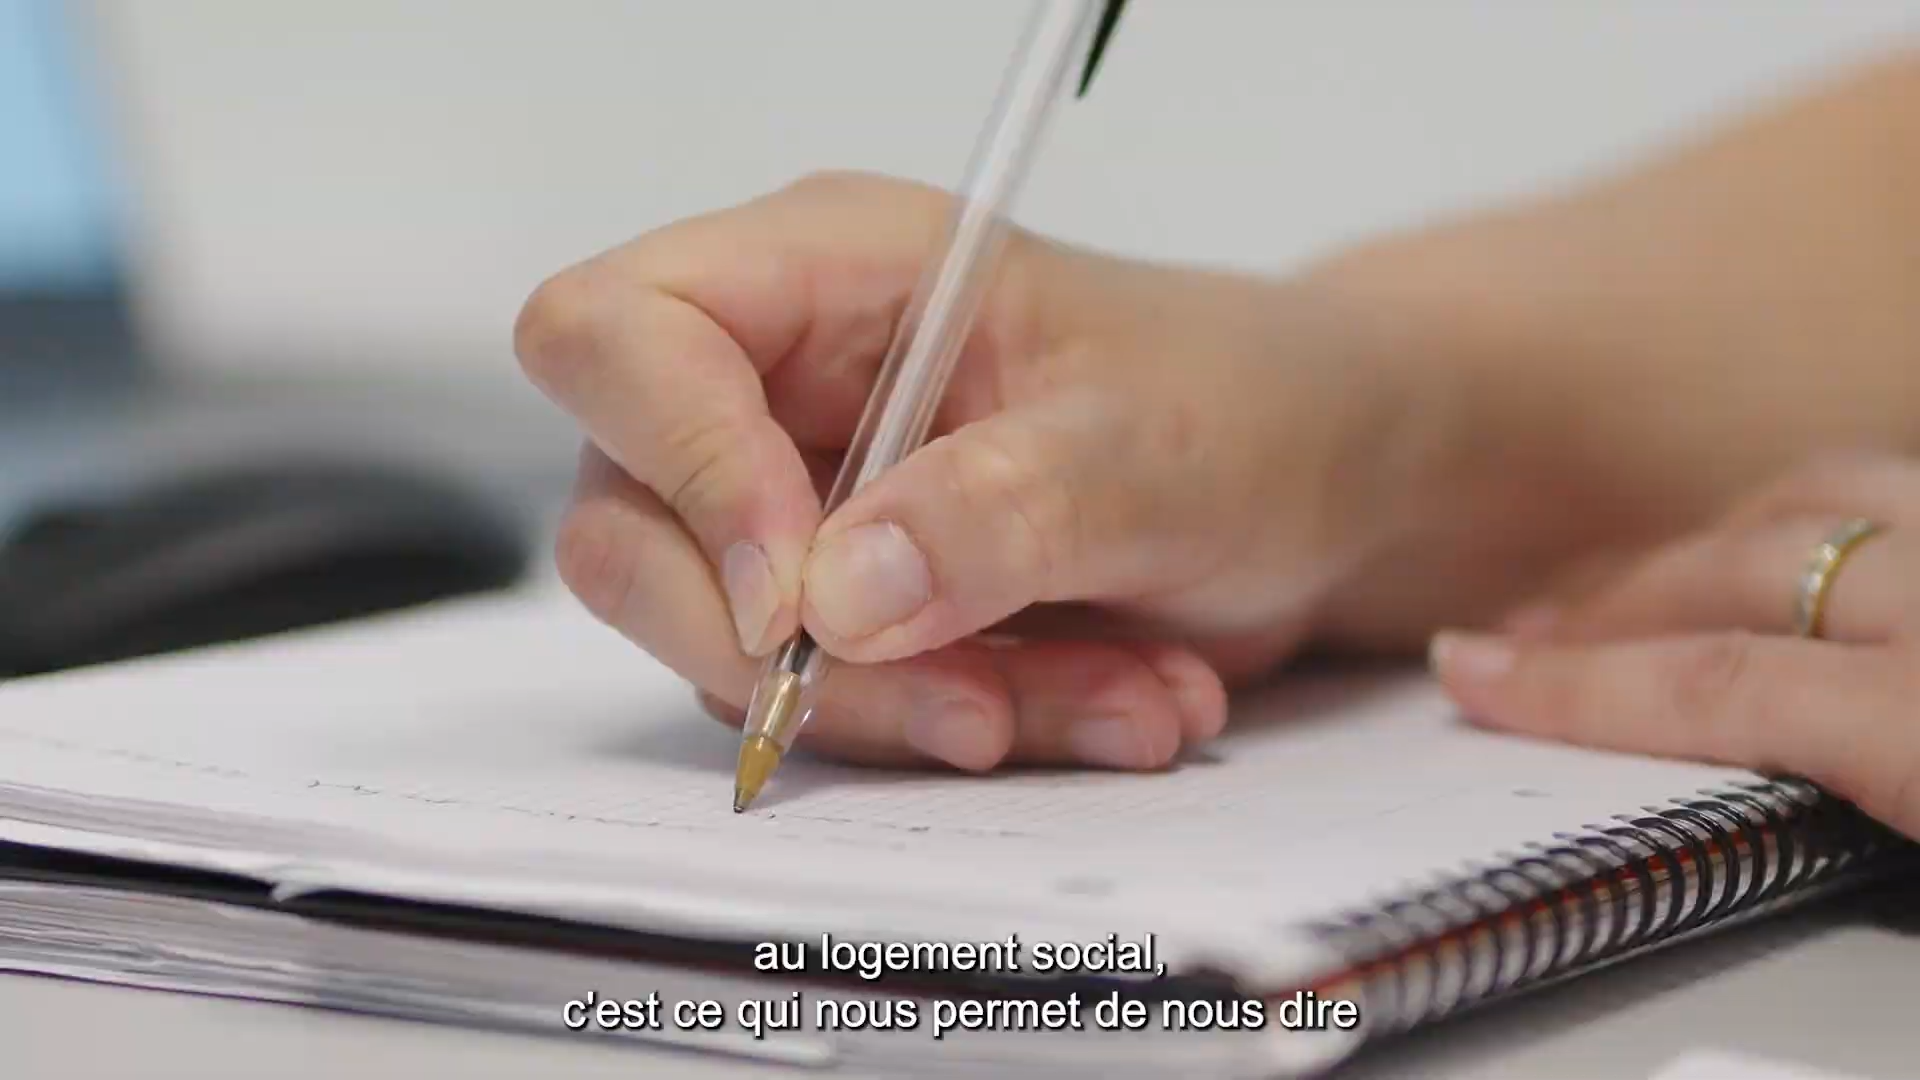 au logement social,
c'est ce qui nous permet de nous dire